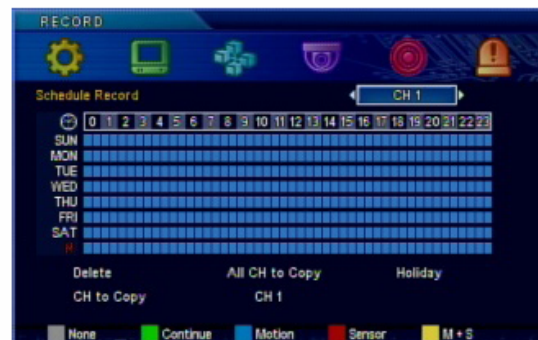 RECORD
Schedule Record CH 1
0 1 2 3 4 5 6 7 8 9 10 11 12 13 14 15 16 17 18 19 20 21 22 23
SUN
MON
TUE
WED
THU
FRI
SAT
H
Delete All CH to Copy Holiday
CH to Copy CH 1
None Continue Motion Sensor M + S